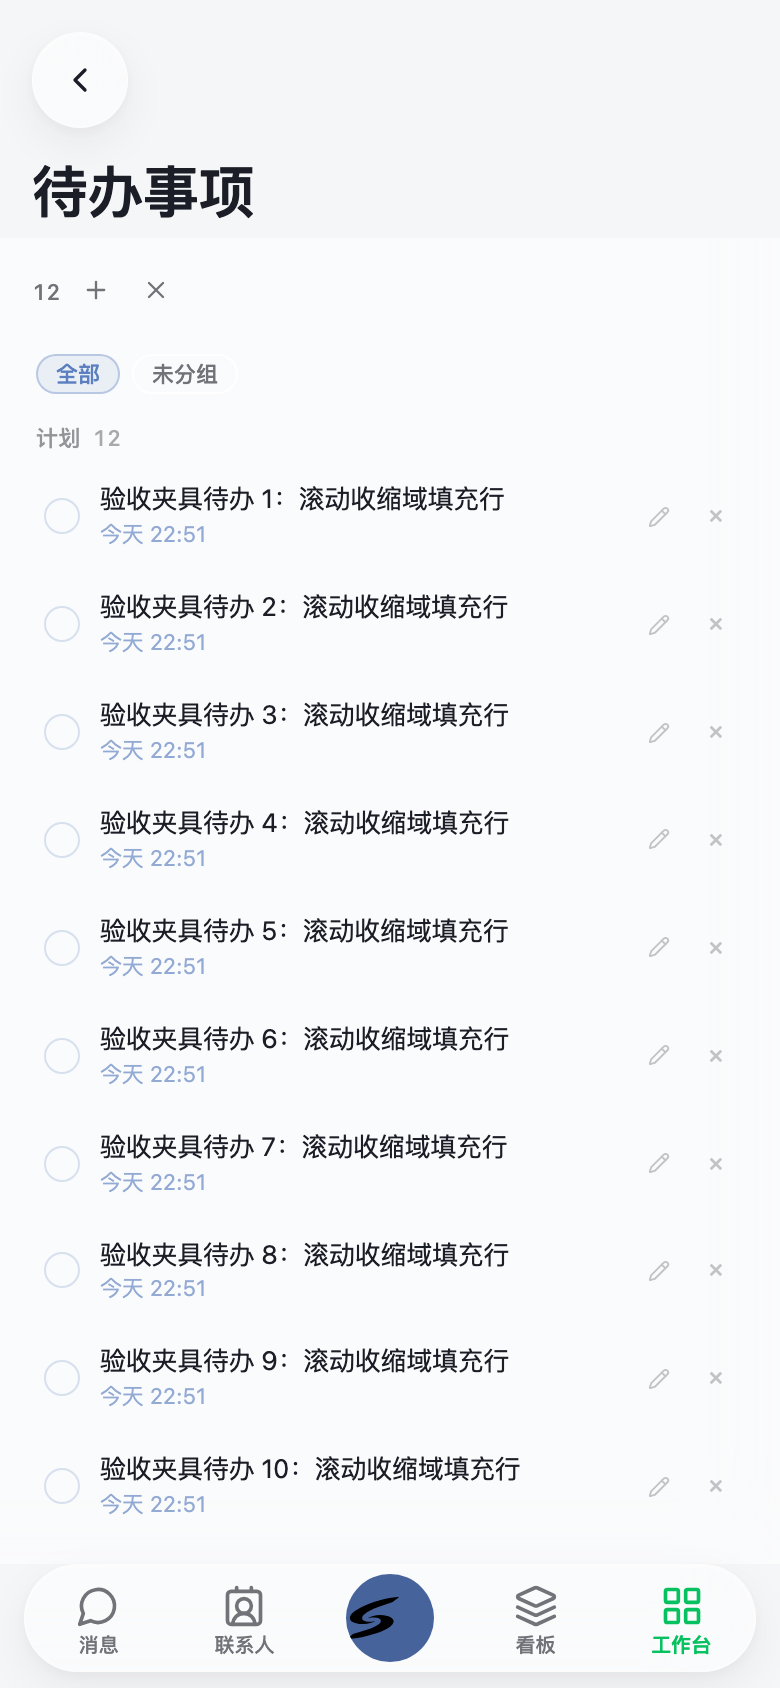 待办事项
12
全部 未分组
计划 12
验收夹具待办 1：滚动收缩域填充行
今天 22:51
验收夹具待办 2：滚动收缩域填充行
今天 22:51
验收夹具待办 3：滚动收缩域填充行
今天 22:51
验收夹具待办 4：滚动收缩域填充行
今天 22:51
验收夹具待办 5：滚动收缩域填充行
今天 22:51
验收夹具待办 6：滚动收缩域填充行
今天 22:51
验收夹具待办 7：滚动收缩域填充行
今天 22:51
验收夹具待办 8：滚动收缩域填充行
今天 22:51
验收夹具待办 9：滚动收缩域填充行
今天 22:51
验收夹具待办 10：滚动收缩域填充行
今天 22:51
消息 联系人 看板 工作台